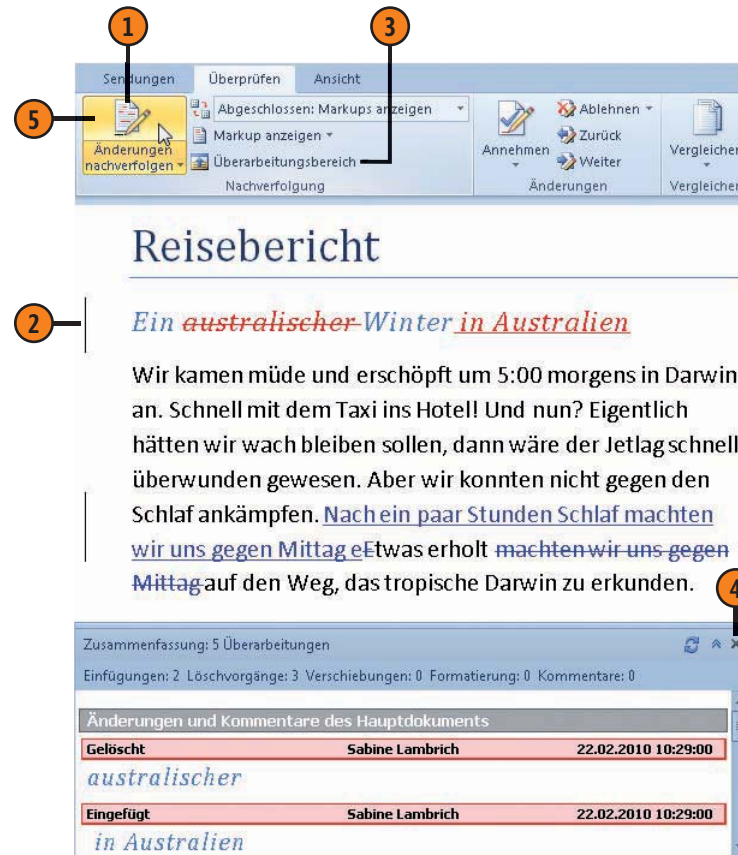 1
3
Sendungen Überprüfen Ansicht
5
Abgeschlossen: Markups anzeigen
Ablehnen
Markup anzeigen
Zurück
Änderungen nachverfolgen
Überarbeitungsbereich
Annehmen
Weiter
Vergleichen
Nachverfolgung Änderungen Vergleichen
Reisebericht
2
Ein australischer Winter in Australien
Wir kamen müde und erschöpft um 5:00 morgens in Darwin
an. Schnell mit dem Taxi ins Hotel! Und nun? Eigentlich
hätten wir wach bleiben sollen, dann wäre der Jetlag schnell
überwunden gewesen. Aber wir konnten nicht gegen den
Schlaf ankämpfen. Nach ein paar Stunden Schlaf machten
wir uns gegen Mittag eEtwas erholt machten wir uns gegen
Mittag auf den Weg, das tropische Darwin zu erkunden.
4
Zusammenfassung: 5 Überarbeitungen
Einfügungen: 2 Löschvorgänge: 3 Verschiebungen: 0 Formatierung: 0 Kommentare: 0
Änderungen und Kommentare des Hauptdokuments
Gelöscht Sabine Lambrich 22.02.2010 10:29:00
australischer
Eingefügt Sabine Lambrich 22.02.2010 10:29:00
in Australien